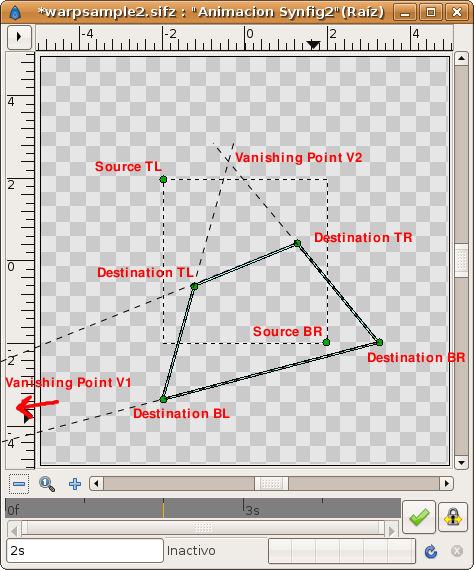 *warpsample2.sifz : "Animacion Synfig2"(Raíz)
-4 -2 0 2 4
4
Vanishing Point V2
Source TL
2
Destination TR
0
Destination TL
Source BR
-2
Destination BR
Vanishing Point V1
Destination BL
-4
0f 3s
2s Inactivo